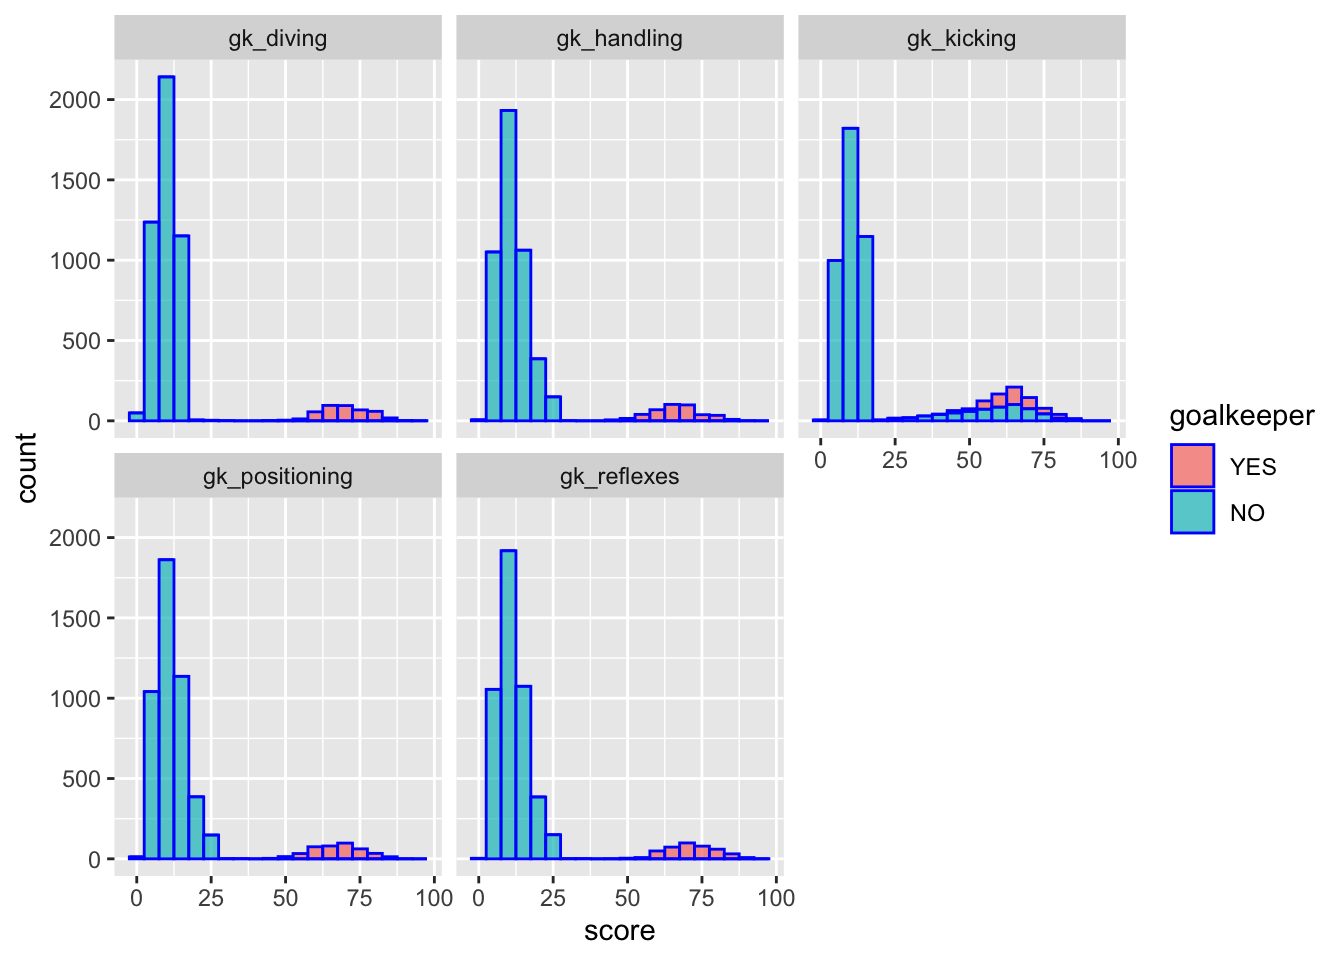 gk_diving
gk_handling
gk_kicking
2000
1500
1000
500
0
0 25 50 75 100
gk_positioning
gk_reflexes
2000
1500
1000
500
0
0 25 50 75 100
0 25 50 75 100
score
count
goalkeeper
YES
NO